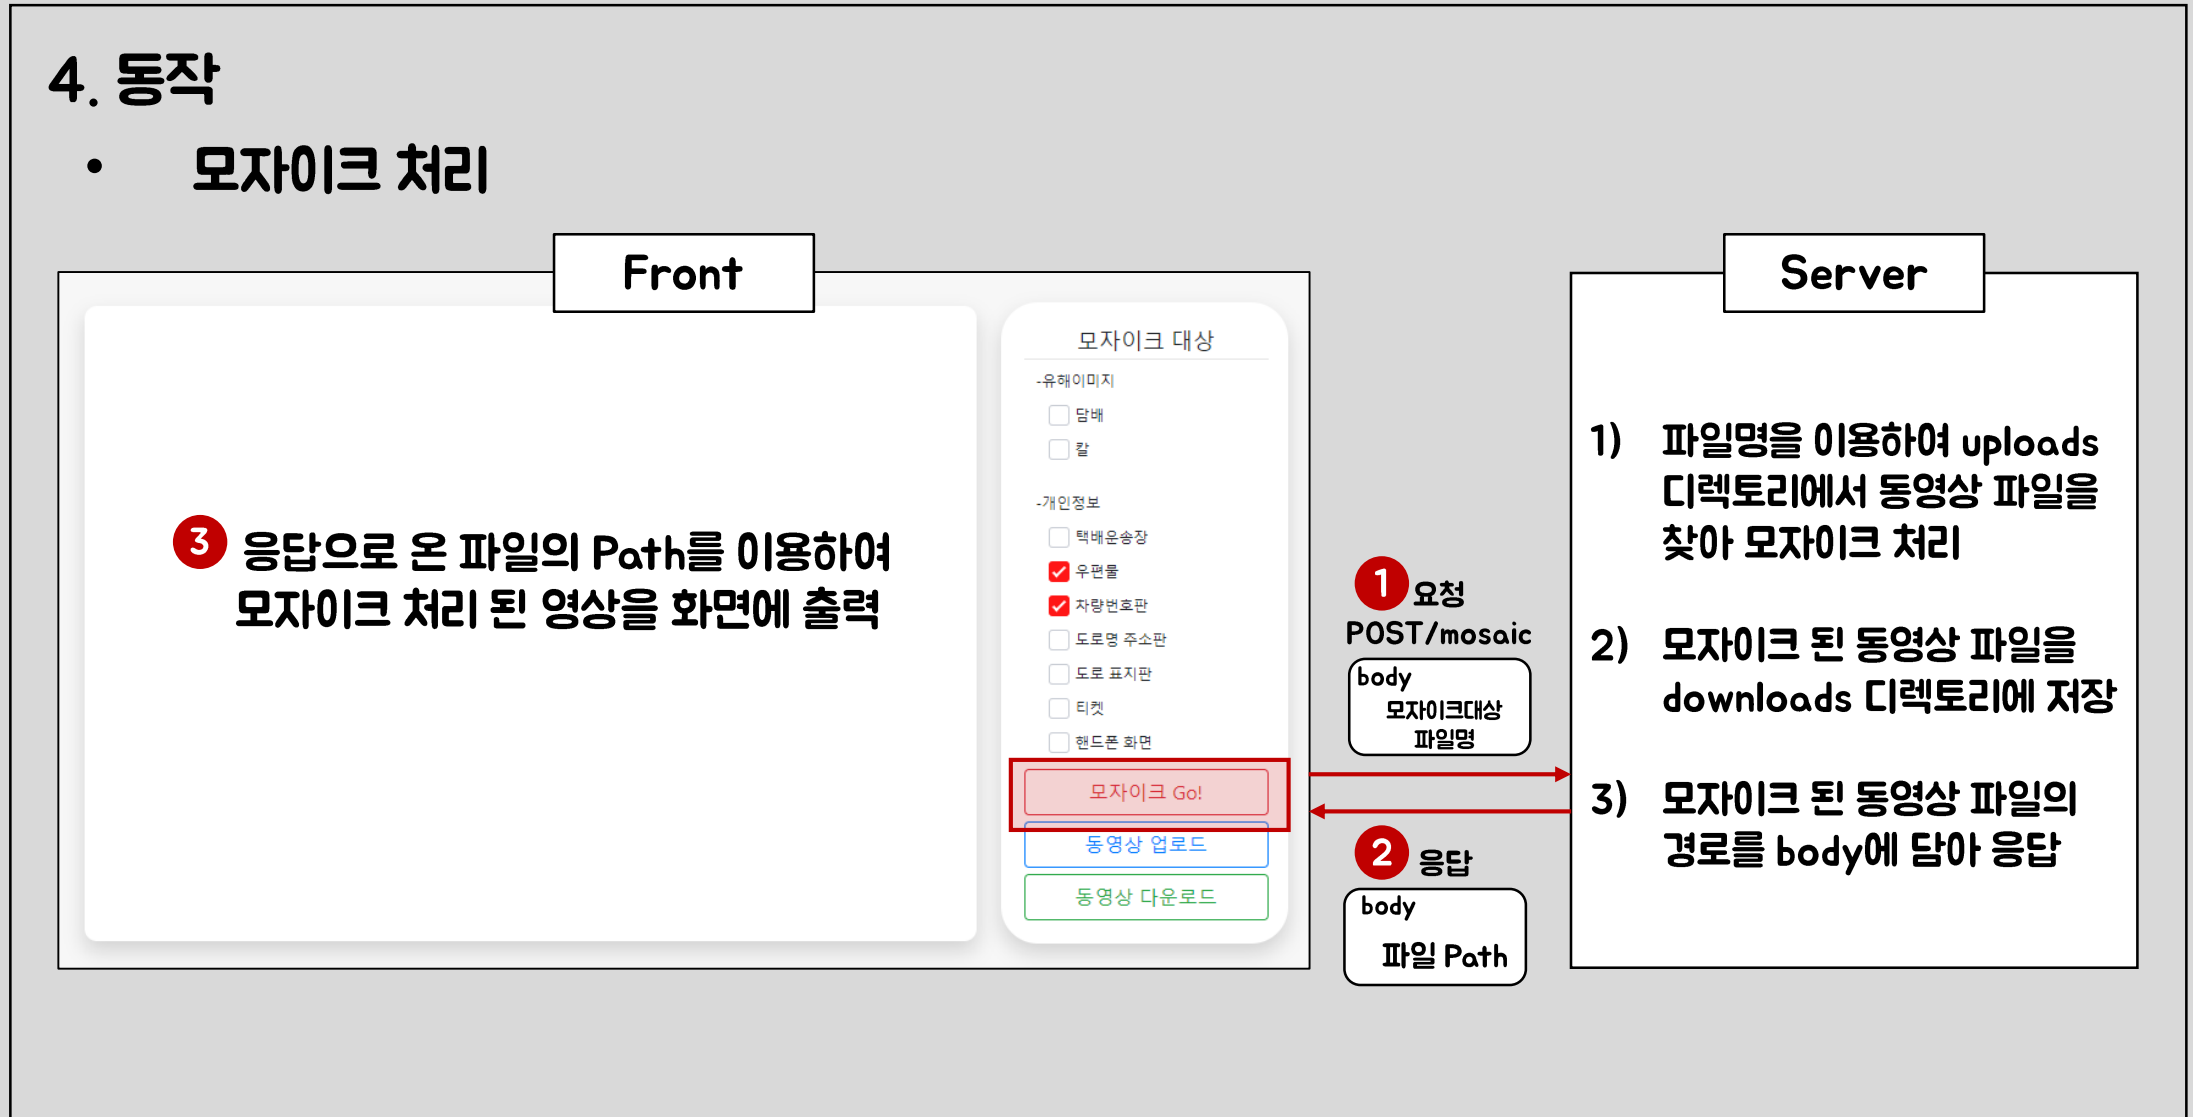 4. 동작
• 모자이크 처리
Front
모자이크 대상
-유해이미지
담배
칼
-개인정보
택배운송장
우편물
차량번호판
도로명 주소판
도로 표지판
티켓
핸드폰 화면
모자이크 Go!
동영상 업로드
동영상 다운로드
3 응답으로 온 파일의 Path를 이용하여
모자이크 처리 된 영상을 화면에 출력
1 요청
POST/mosaic
body
모자이크대상
파일명
2 응답
body
파일 Path
Server
1) 파일명을 이용하여 uploads
디렉토리에서 동영상 파일을
찾아 모자이크 처리
2) 모자이크 된 동영상 파일을
downloads 디렉토리에 저장
3) 모자이크 된 동영상 파일의
경로를 body에 담아 응답